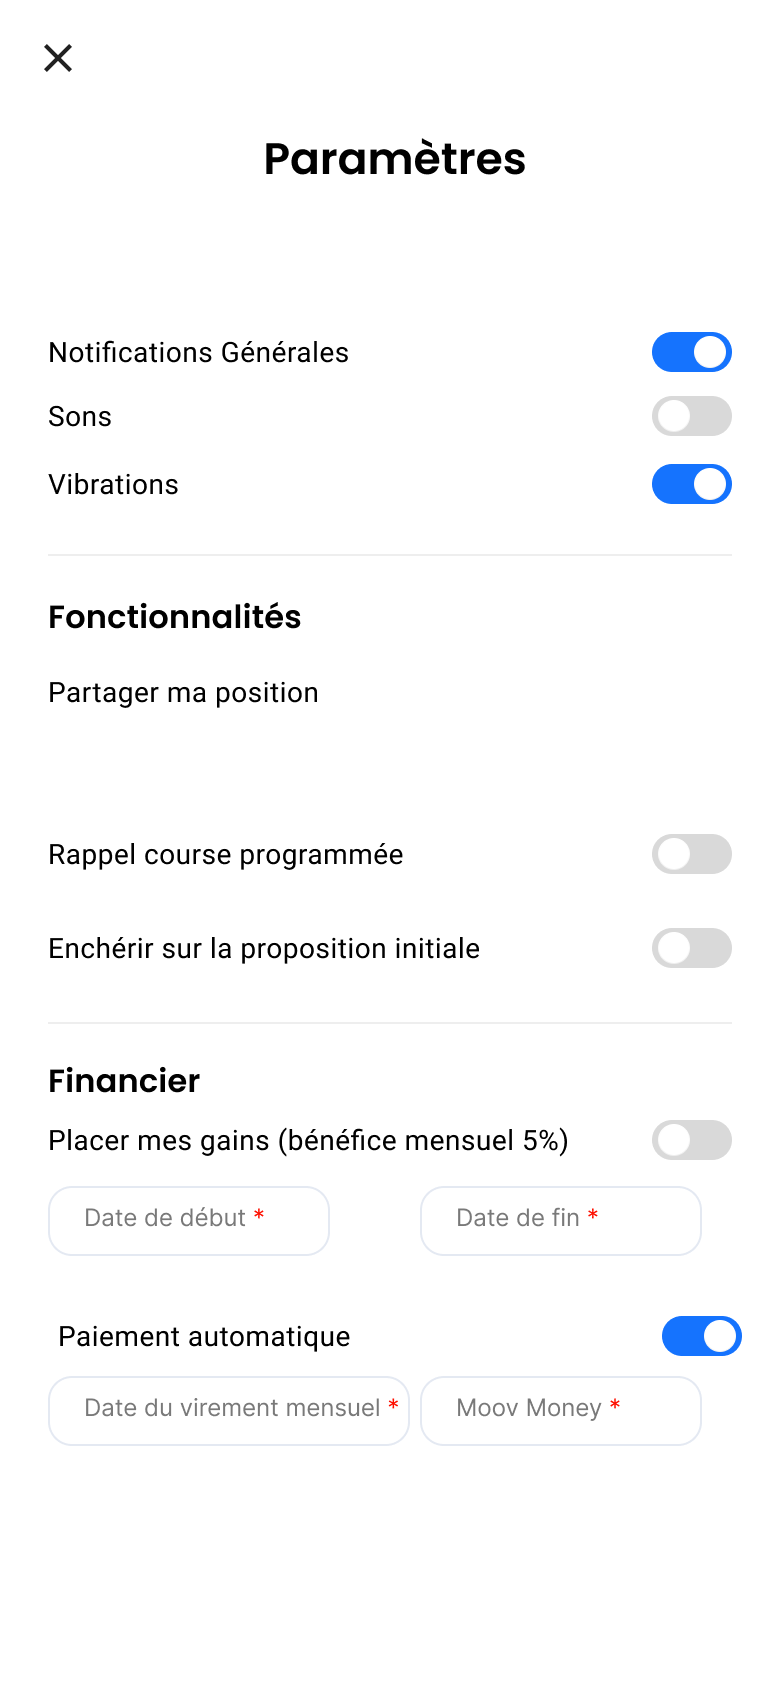 Paramètres
Notifications Générales
Sons
Vibrations
Fonctionnalités
Partager ma position
Rappel course programmée
Enchérir sur la proposition initiale
Financier
Placer mes gains (bénéfice mensuel 5%)
Date de début * Date de fin *
Paiement automatique
Date du virement mensuel * Moov Money *